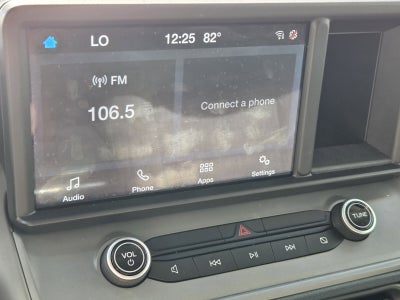 LO 12:25 82°
FM
106.5
Connect a phone
Audio Phone Apps Settings
VOL
TUNE